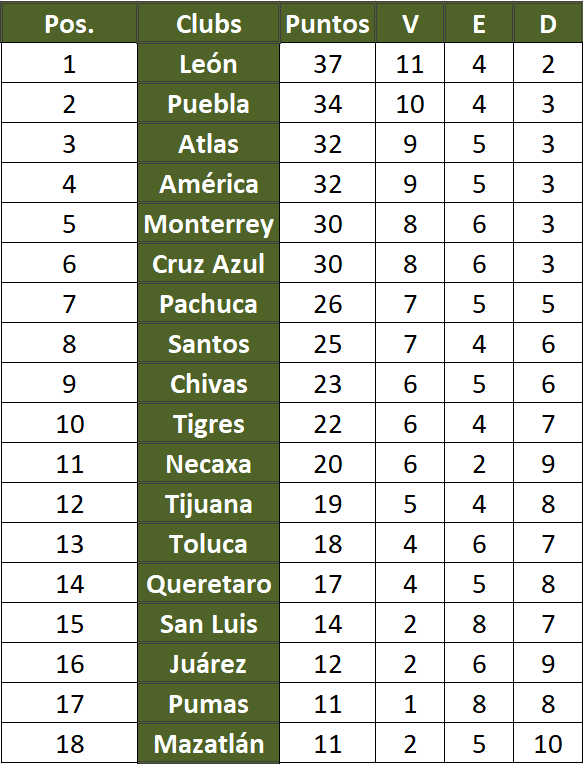 Pos. Clubs Puntos V E D
1 León 37 11 4 2
2 Puebla 34 10 4 3
3 Atlas 32 9 5 3
4 América 32 9 5 3
5 Monterrey 30 8 6 3
6 Cruz Azul 30 8 6 3
7 Pachuca 26 7 5 5
8 Santos 25 7 4 6
9 Chivas 23 6 5 6
10 Tigres 22 6 4 7
11 Necaxa 20 6 2 9
12 Tijuana 19 5 4 8
13 Toluca 18 4 6 7
14 Queretaro 17 4 5 8
15 San Luis 14 2 8 7
16 Juárez 12 2 6 9
17 Pumas 11 1 8 8
18 Mazatlán 11 2 5 10